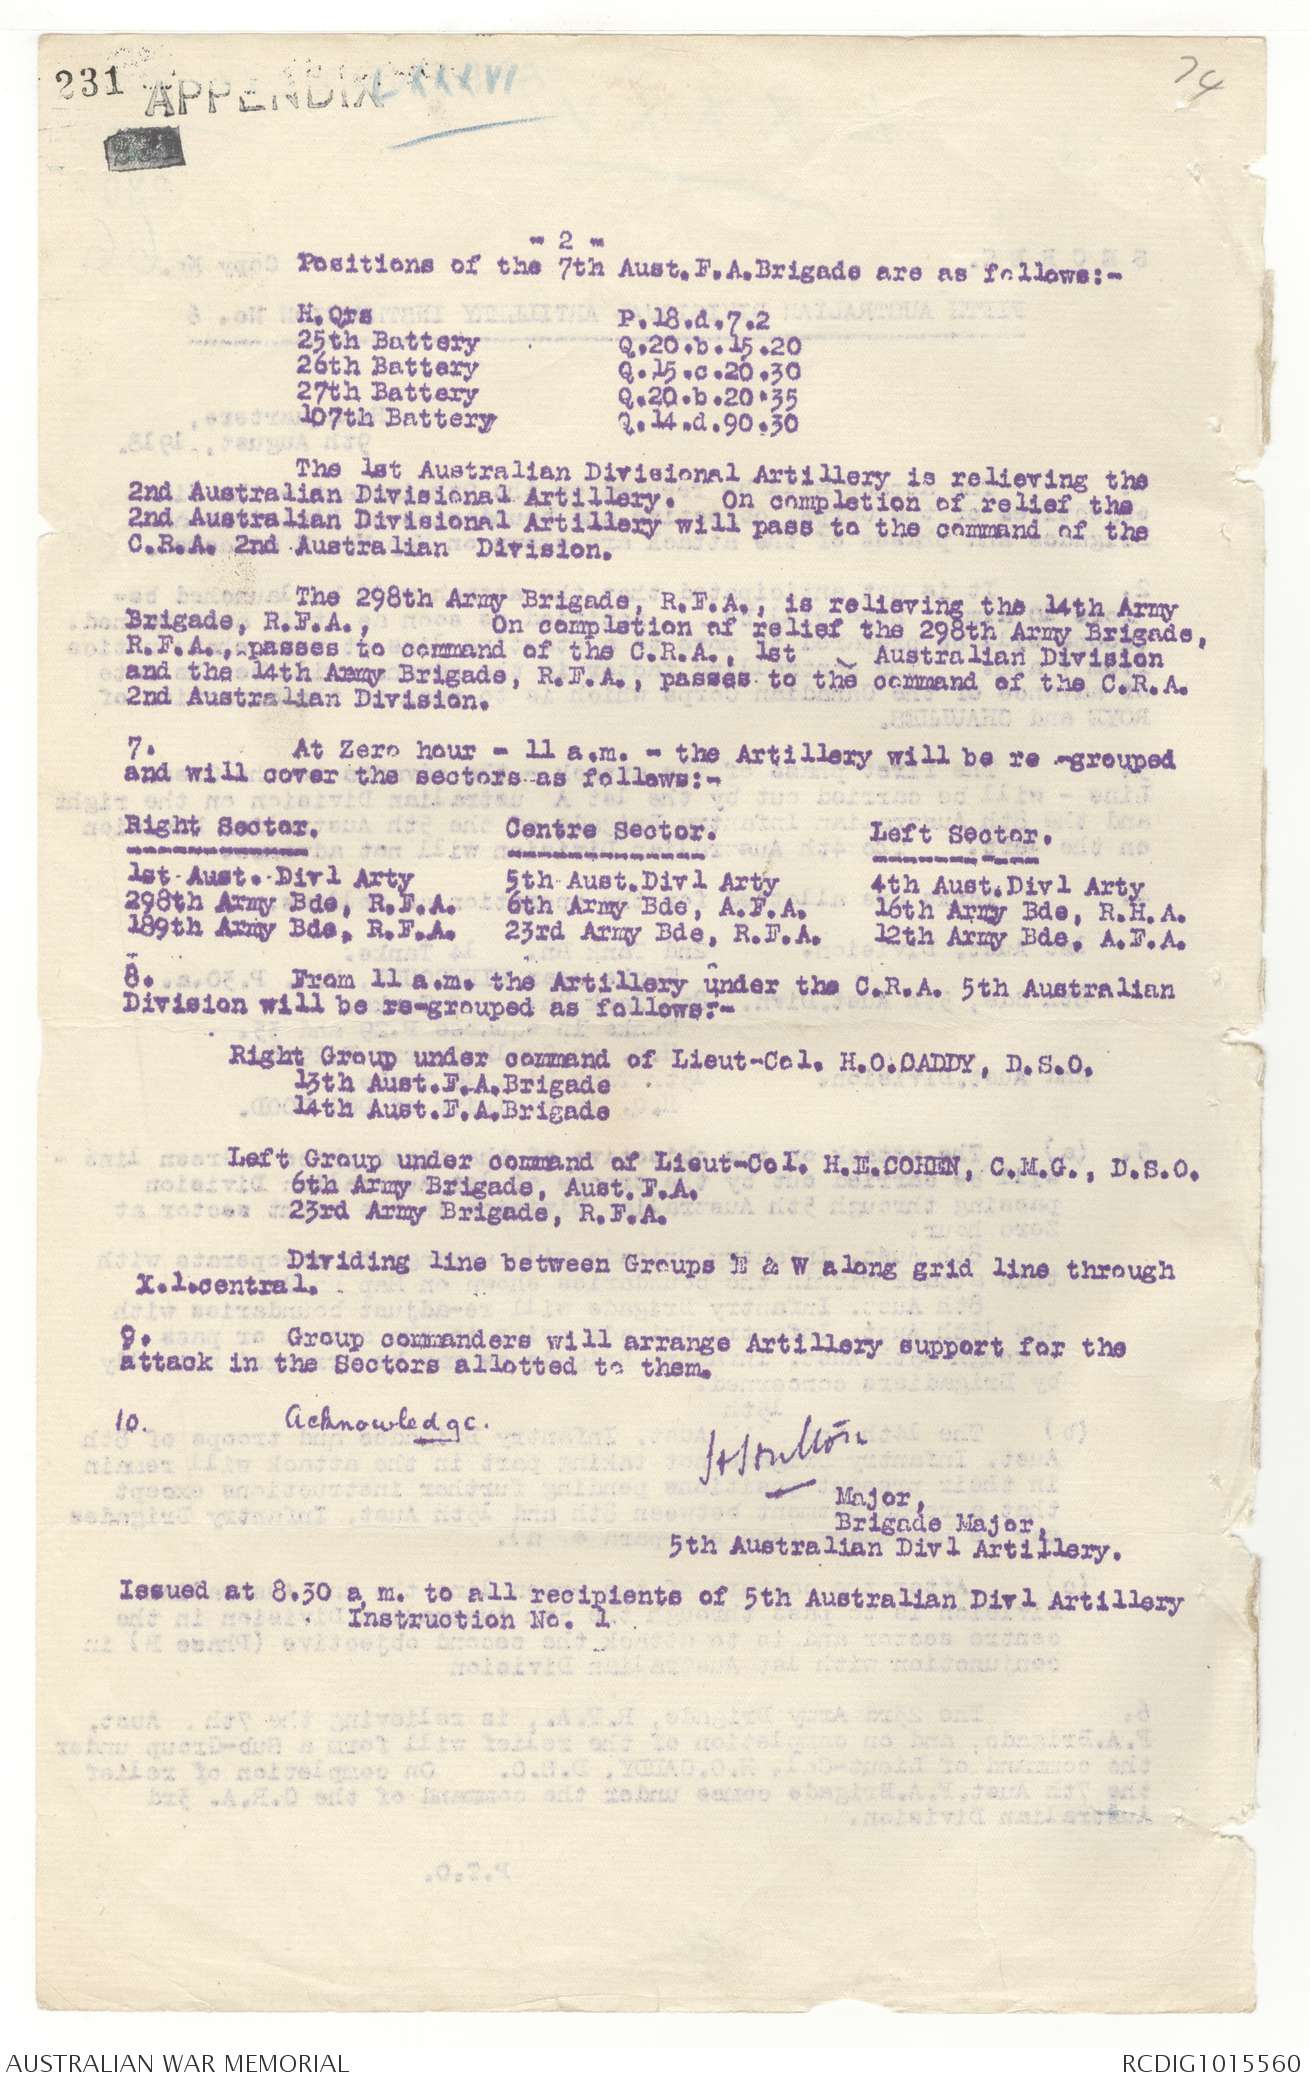 231 APPENDIX LXXXVI
74
- 2 -
Positions of the 7th Aust.F.A.Brigade are as follows:-
H.Qrs P.18.d.7.2
25th Battery Q.20.b.15.20
26th Battery Q.15.c.20.30
27th Battery Q.20.b.20.35
107th Battery Q.14.d.90.30
The 1st Australian Divisional Artillery is relieving the
2nd Australian Divisional Artillery. On completion of relief the
2nd Australian Divisional Artillery will pass to the command of the
C.R.A. 2nd Australian Division.
The 298th Army Brigade, R.F.A., is relieving the 14th Army
Brigade, R.F.A., On completion of relief the 298th Army Brigade,
R.F.A., passes to command of the C.R.A., 1st Australian Division
and the 14th Army Brigade, R.F.A., passes to the command of the C.R.A.
2nd Australian Division.
7. At Zero hour - 11 a.m. - the Artillery will be re-grouped
and will cover the sectors as follows:-
Right Sector. Centre Sector. Left Sector.
1st Aust. Divl Arty 5th Aust.Divl Arty 4th Aust.Divl Arty
298th Army Bde, R.F.A. 6th Army Bde, A.F.A. 16th Army Bde, R.H.A.
189th Army Bde, R.F.A. 23rd Army Bde, R.F.A. 12th Army Bde, A.F.A.
8. From 11 a.m. the Artillery under the C.R.A. 5th Australian
Division will be re-grouped as follows:-
Right Group under command of Lieut-Col. H.O.CADDY, D.S.O.
13th Aust.F.A.Brigade
14th Aust.F.A.Brigade
Left Group under command of Lieut-Col. H.E.COHEN, C.M.G., D.S.O.
6th Army Brigade, Aust.F.A.
23rd Army Brigade, R.F.A.
Dividing line between Groups E & W along grid line through
X.1.central.
9. Group commanders will arrange Artillery support for the
attack in the Sectors allotted to them.
10. Acknowledge.
Major,
Brigade Major,
5th Australian Divl Artillery.
Issued at 8.30 a.m. to all recipients of 5th Australian Divl Artillery
Instruction No. 1
AUSTRALIAN WAR MEMORIAL RCDIG1015560